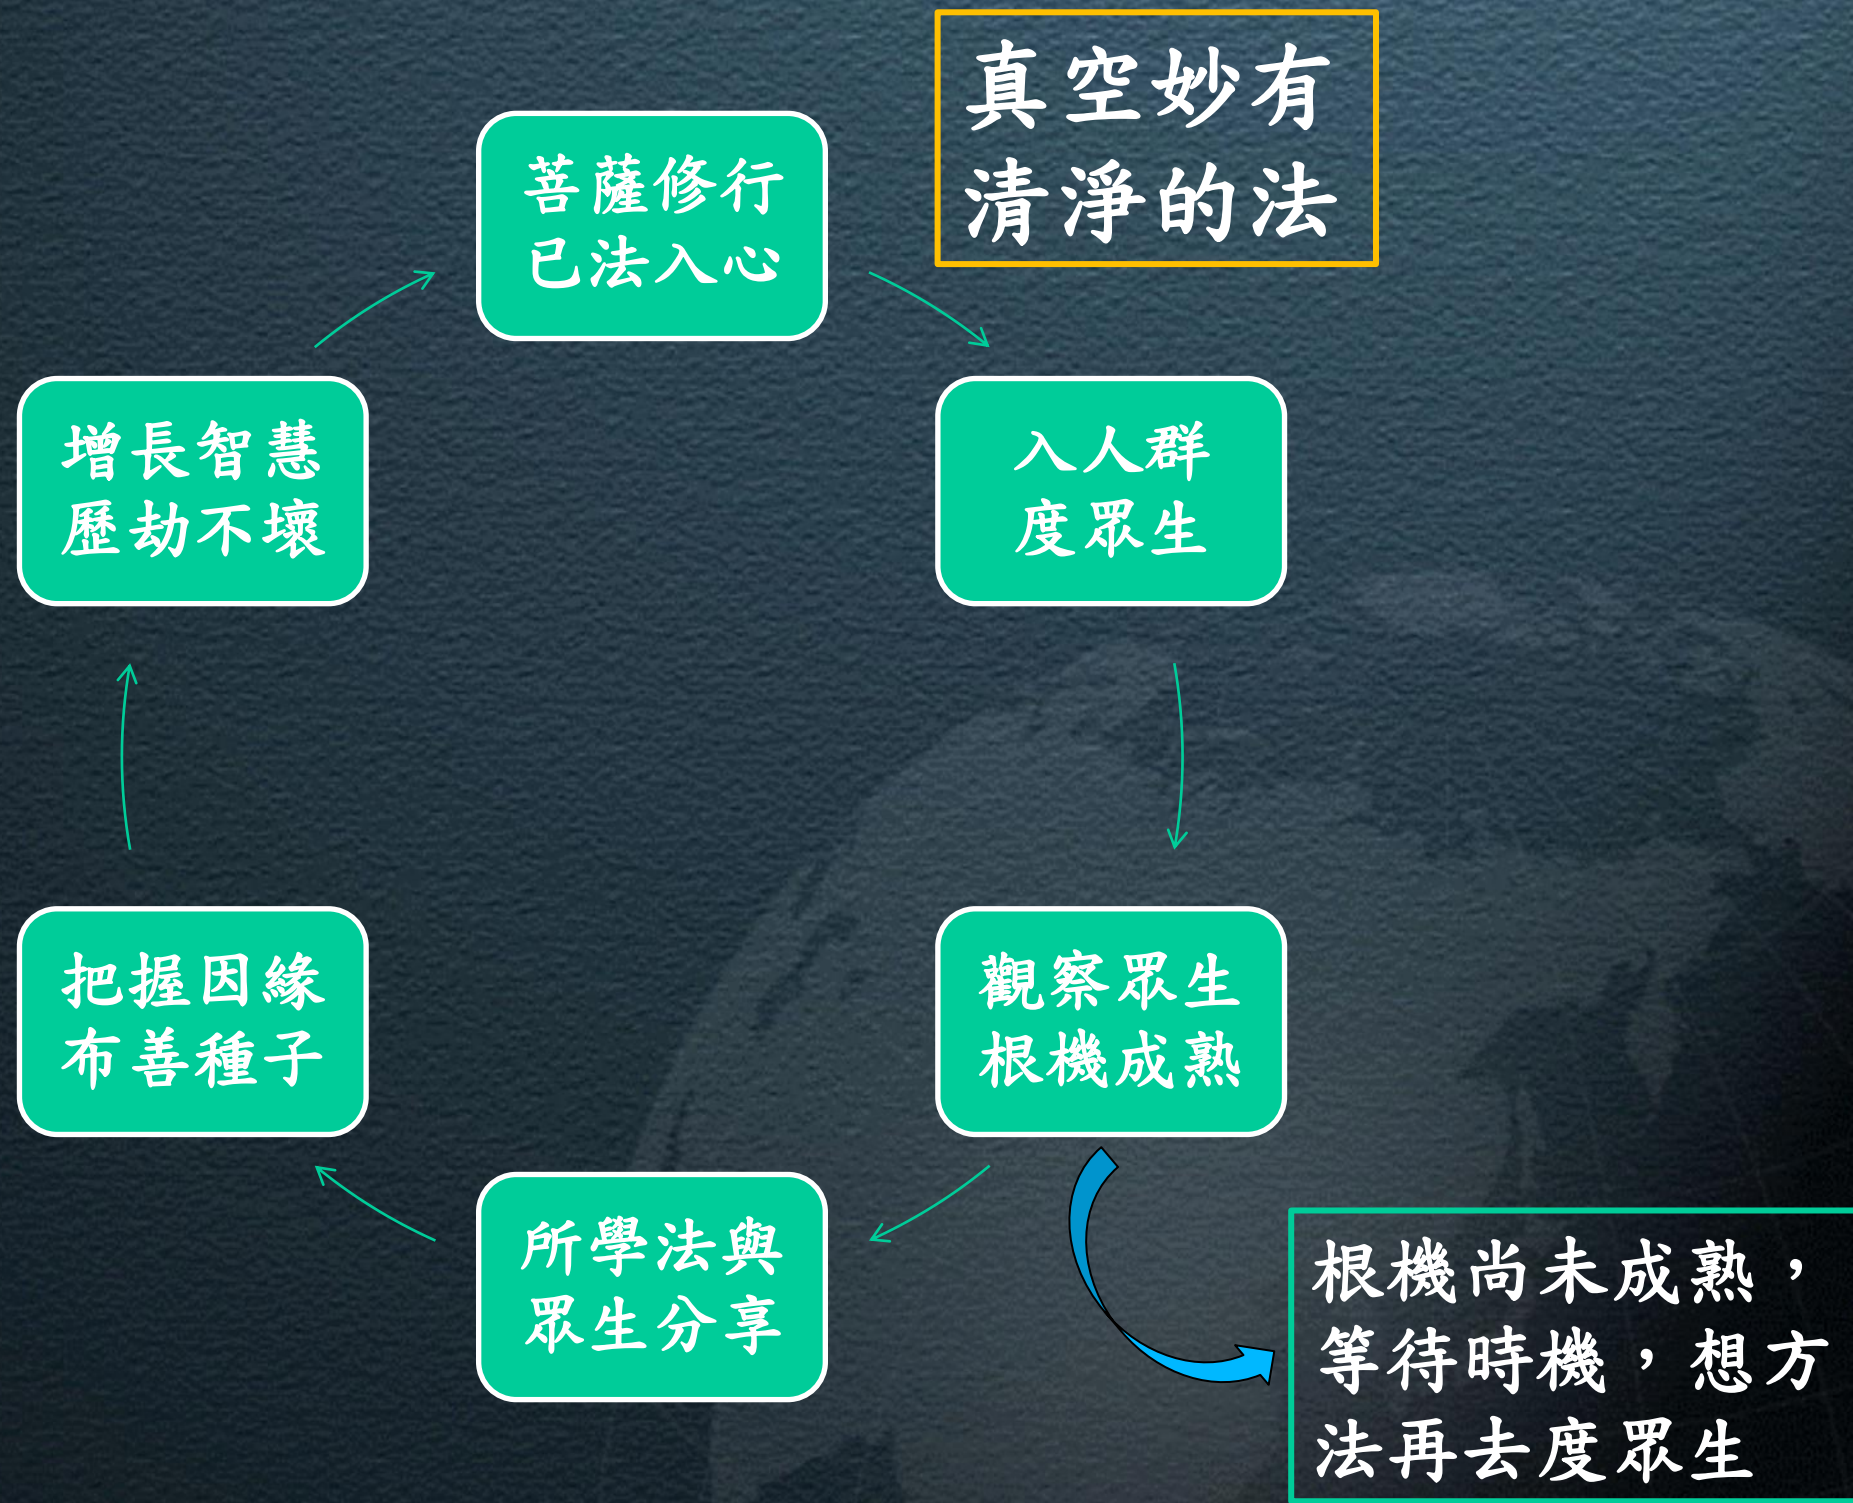 真空妙有
清淨的法
菩薩修行
已法入心
入人群
度眾生
觀察眾生
根機成熟
根機尚未成熟，
等待時機，想方
法再去度眾生
所學法與
眾生分享
把握因緣
布善種子
增長智慧
歷劫不壞